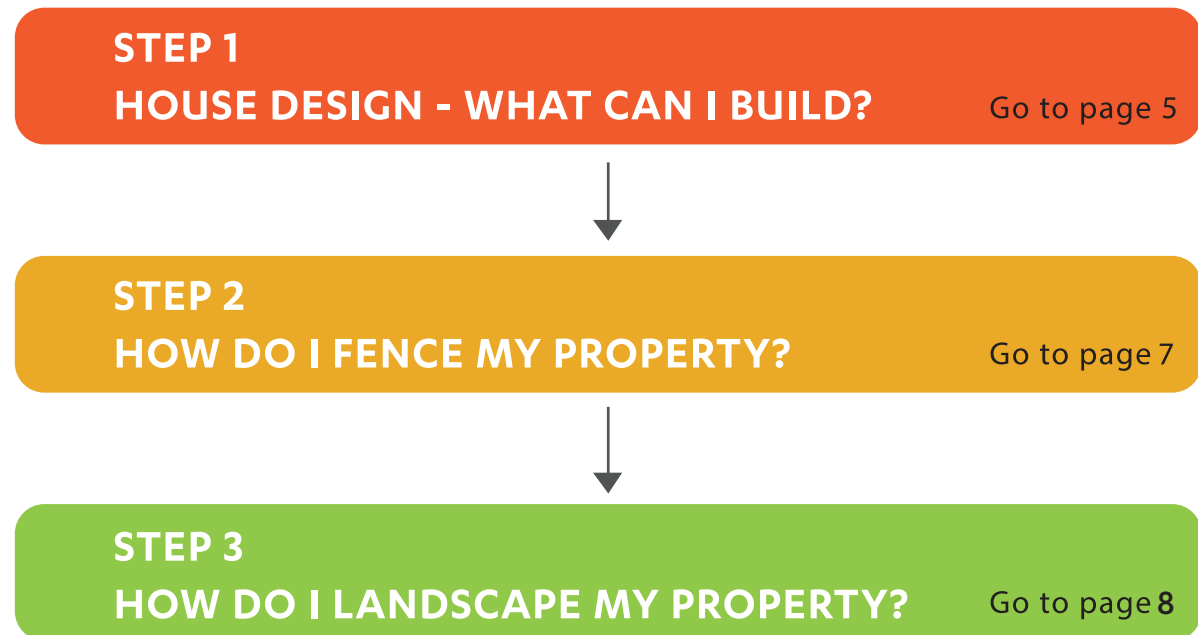 STEP 1
HOUSE DESIGN - WHAT CAN I BUILD?
Go to page 5
STEP 2
HOW DO I FENCE MY PROPERTY?
Go to page 7
STEP 3
HOW DO I LANDSCAPE MY PROPERTY?
Go to page 8